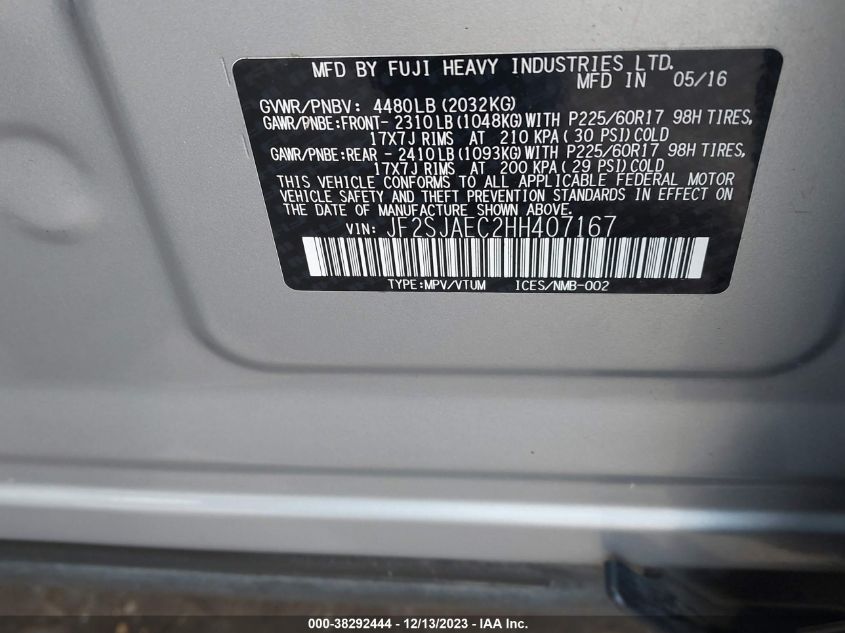 MFD BY FUJI HEAVY INDUSTRIES LTD.
MFD IN 05/16
GVWR/PNBV: 4480LB(2032KG)
GAWR/PNBE:FRONT- 2310LB(1048KG)WITH P225/60R17 98H TIRES,
17X7J RIMS AT 210 KPA( 30 PSI)COLD
GAWR/PNBE:REAR - 2410LB(1093KG)WITH P225/60R17 98H TIRES,
17X7J RIMS AT 200 KPA( 29 PSI)COLD
THIS VEHICLE CONFORMS TO ALL APPLICABLE FEDERAL MOTOR
VEHICLE SAFETY AND THEFT PREVENTION STANDARDS IN EFFECT ON
THE DATE OF MANUFACTURE SHOWN ABOVE.
VIN: JF2SJAEC2HH407167
TYPE:MPV/VTUM ICES/NMB-002
000-38292444 - 12/13/2023 - IAA Inc.